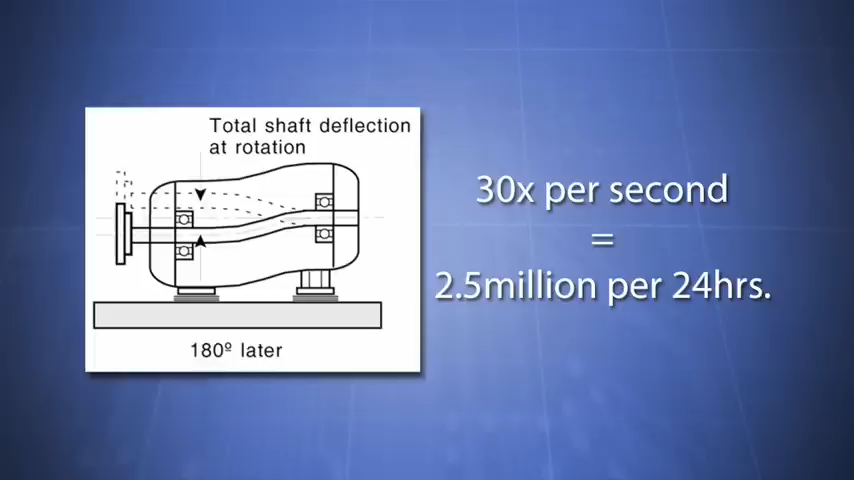 Total shaft deflection
at rotation
180º later
30x per second
=
2.5million per 24hrs.